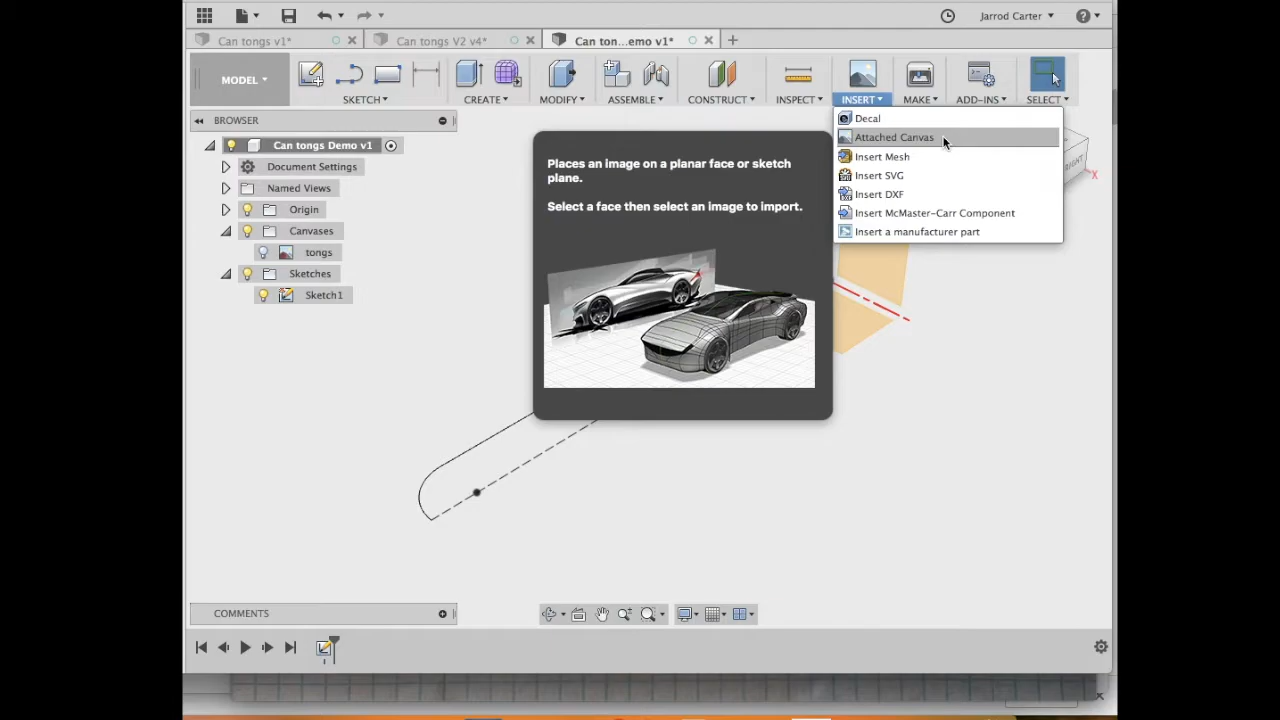 Jarrod Carter
Can tongs v1*
Can tongs V2 v4*
Can ton...emo v1*
MODEL
SKETCH
CREATE
MODIFY
ASSEMBLE
CONSTRUCT
INSPECT
INSERT
MAKE
ADD-INS
SELECT
BROWSER
Can tongs Demo v1
Document Settings
Named Views
Origin
Canvases
tongs
Sketches
Sketch1
Places an image on a planar face or sketch
plane.
Select a face then select an image to import.
Decal
Attached Canvas
Insert Mesh
Insert SVG
Insert DXF
Insert McMaster-Carr Component
Insert a manufacturer part
RIGHT
X
COMMENTS